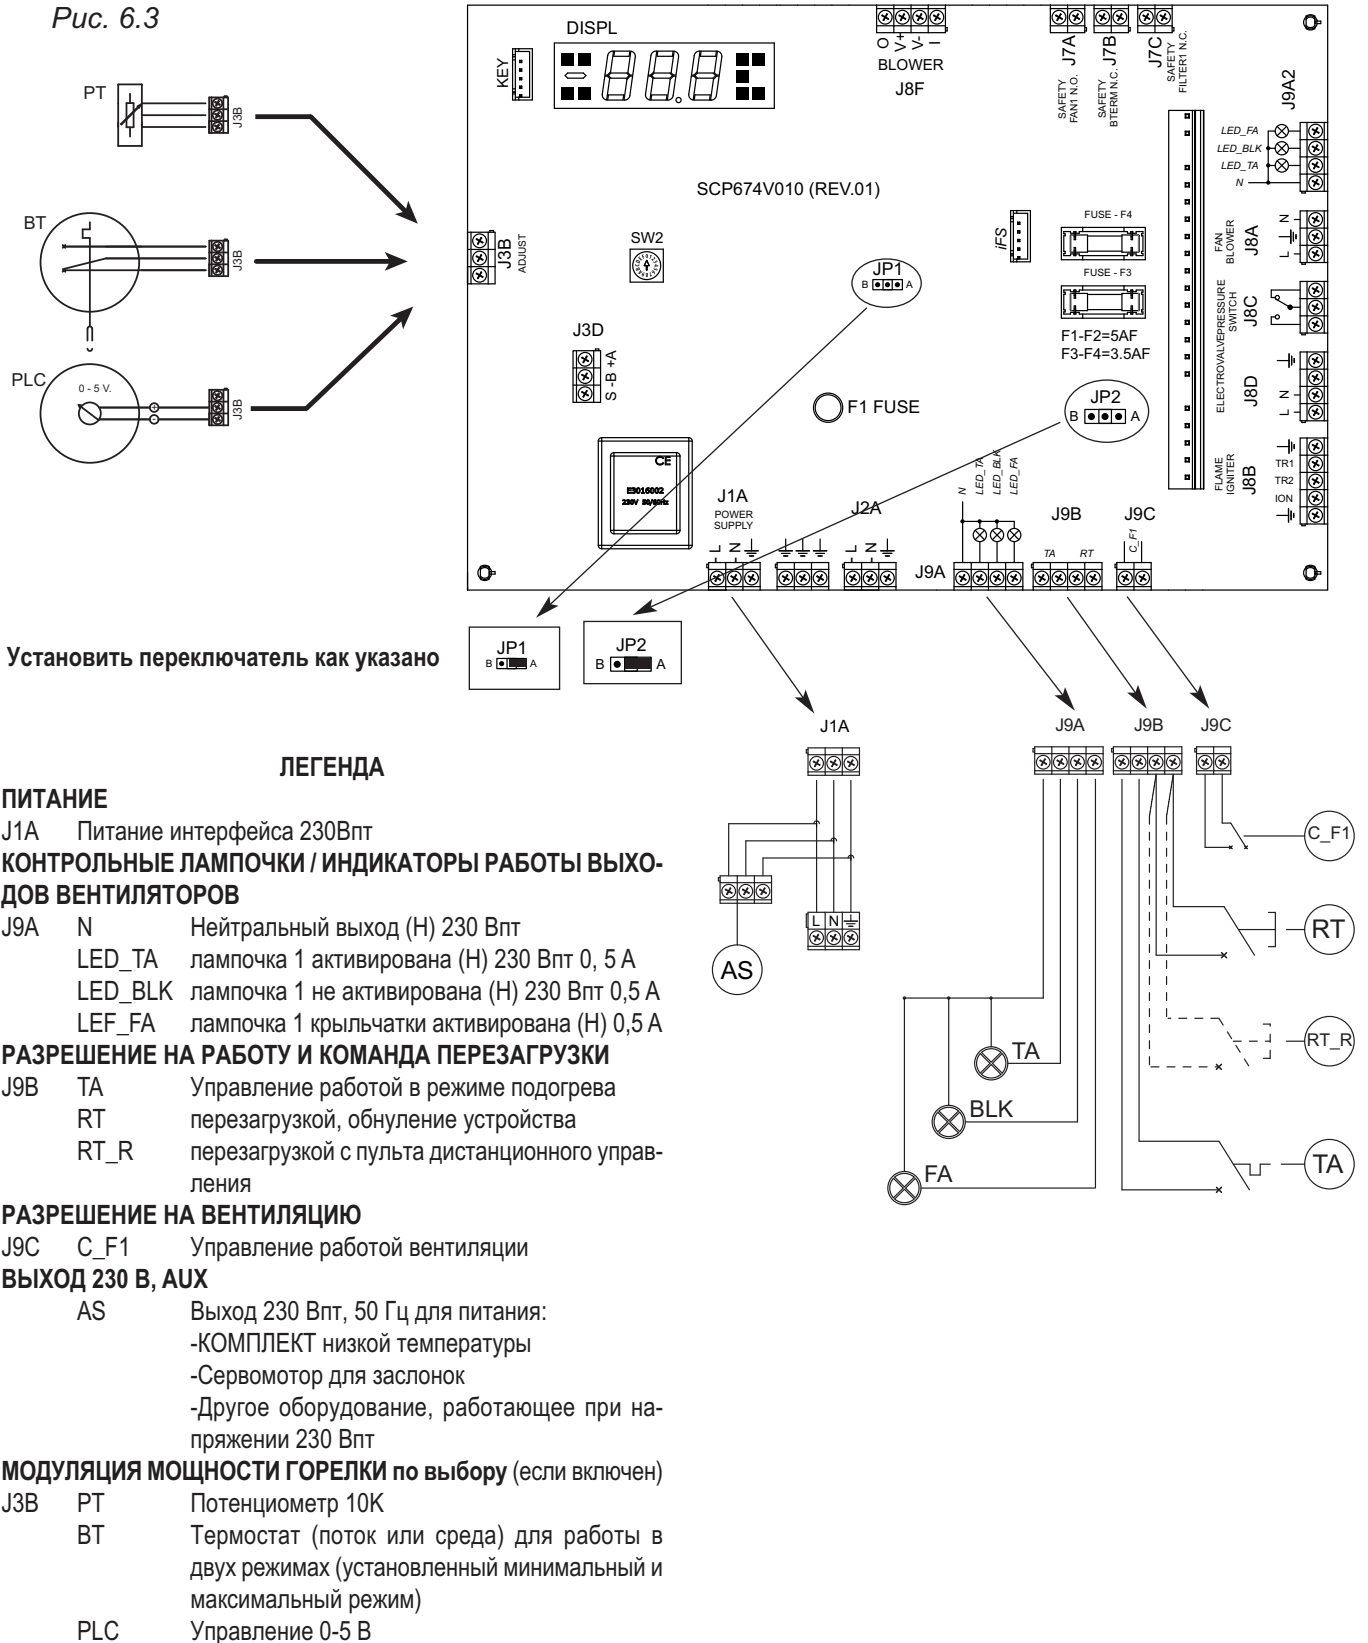 Рис. 6.3
PT
J3B
BT
J3B
PLC
0 - 5 V.
J3B
DISPL
KEY
O
V+
V-
I
BLOWER
J8F
J7A
SAFETY
FAN1 N.O.
J7B
SAFETY
BTERM N.C.
J7C
SAFETY
FILTER1 N.C.
J9A2
LED_FA
LED_BLK
LED_TA
N
SCP674V010 (REV.01)
J3B
ADJUST
SW2
JP1
B A
iFS
FUSE - F4
FUSE - F3
F1-F2=5AF
F3-F4=3.5AF
FAN
BLOWER
J8A
L N
PRESSURE
SWITCH
J8C
ELECTROVALVE
J8D
L N
FLAME
IGNITER
J8B
TR1
TR2
ION
J3D
S -B +A
F1 FUSE
JP2
B A
CE
E3016002
230V 50/60Hz
J1A
POWER
SUPPLY
L N
J2A
L N
N
LED_TA
LED_BLK
LED_FA
J9A
J9B
TA RT
J9C
C_F1
Установить переключатель как указано
JP1
B A
JP2
B A
J1A
J9A
J9B
J9C
L N
AS
C_F1
RT
RT_R
TA
TA
BLK
FA
ЛЕГЕНДА
ПИТАНИЕ
J1A Питание интерфейса 230Впт
КОНТРОЛЬНЫЕ ЛАМПОЧКИ / ИНДИКАТОРЫ РАБОТЫ ВЫХО-
ДОВ ВЕНТИЛЯТОРОВ
J9A N Нейтральный выход (Н) 230 Впт
LED_TA лампочка 1 активирована (Н) 230 Впт 0, 5 А
LED_BLK лампочка 1 не активирована (Н) 230 Впт 0,5 А
LEF_FA лампочка 1 крыльчатки активирована (Н) 0,5 А
РАЗРЕШЕНИЕ НА РАБОТУ И КОМАНДА ПЕРЕЗАГРУЗКИ
J9B TA Управление работой в режиме подогрева
RT перезагрузкой, обнуление устройства
RT_R перезагрузкой с пульта дистанционного управ-
ления
РАЗРЕШЕНИЕ НА ВЕНТИЛЯЦИЮ
J9C C_F1 Управление работой вентиляции
ВЫХОД 230 В, AUX
AS Выход 230 Впт, 50 Гц для питания:
-КОМПЛЕКТ низкой температуры
-Сервомотор для заслонок
-Другое оборудование, работающее при на-
пряжении 230 Впт
МОДУЛЯЦИЯ МОЩНОСТИ ГОРЕЛКИ по выбору (если включен)
J3B PT Потенциометр 10K
BT Термостат (поток или среда) для работы в
двух режимах (установленный минимальный и
максимальный режим)
PLC Управление 0-5 В